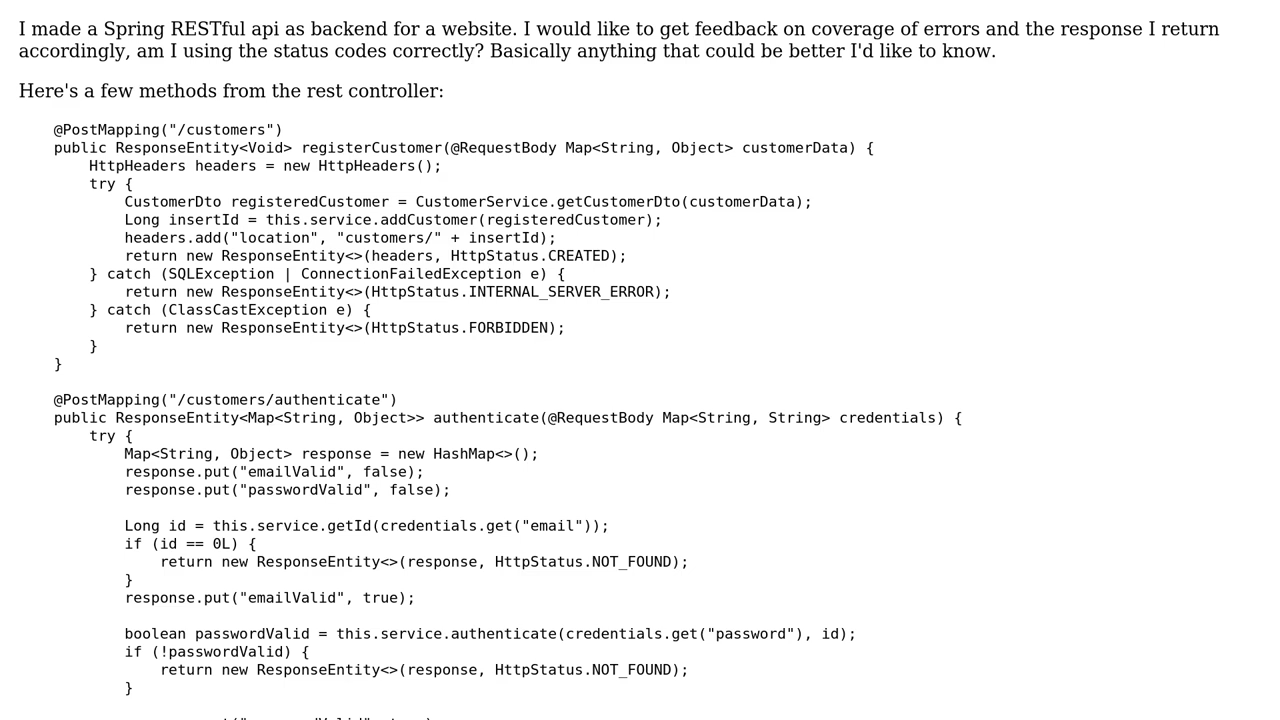 I made a Spring RESTful api as backend for a website. I would like to get feedback on coverage of errors and the response I return
accordingly, am I using the status codes correctly? Basically anything that could be better I'd like to know.
Here's a few methods from the rest controller:
@PostMapping("/customers")
public ResponseEntity<Void> registerCustomer(@RequestBody Map<String, Object> customerData) {
HttpHeaders headers = new HttpHeaders();
try {
CustomerDto registeredCustomer = CustomerService.getCustomerDto(customerData);
Long insertId = this.service.addCustomer(registeredCustomer);
headers.add("location", "customers/" + insertId);
return new ResponseEntity<>(headers, HttpStatus.CREATED);
} catch (SQLException | ConnectionFailedException e) {
return new ResponseEntity<>(HttpStatus.INTERNAL_SERVER_ERROR);
} catch (ClassCastException e) {
return new ResponseEntity<>(HttpStatus.FORBIDDEN);
}
}
@PostMapping("/customers/authenticate")
public ResponseEntity<Map<String, Object>> authenticate(@RequestBody Map<String, String> credentials) {
try {
Map<String, Object> response = new HashMap<>();
response.put("emailValid", false);
response.put("passwordValid", false);
Long id = this.service.getId(credentials.get("email"));
if (id == 0L) {
return new ResponseEntity<>(response, HttpStatus.NOT_FOUND);
}
response.put("emailValid", true);
boolean passwordValid = this.service.authenticate(credentials.get("password"), id);
if (!passwordValid) {
return new ResponseEntity<>(response, HttpStatus.NOT_FOUND);
}